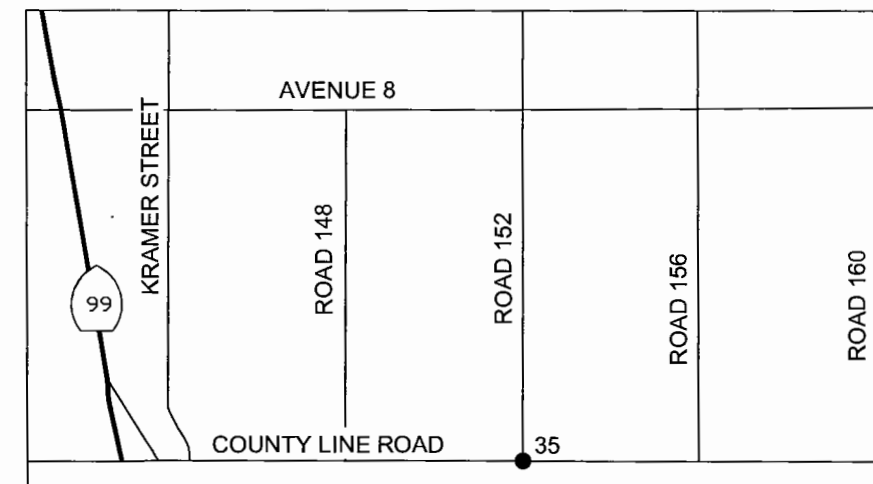 AVENUE 8
KRAMER STREET
ROAD 148
ROAD 152
ROAD 156
ROAD 160
99
COUNTY LINE ROAD
35